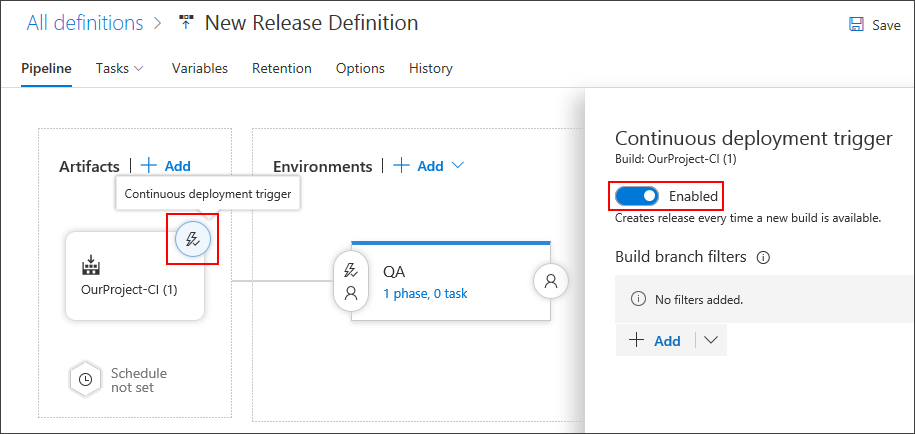 All definitions > New Release Definition
Save
Pipeline Tasks Variables Retention Options History
Artifacts | + Add
Continuous deployment trigger
OurProject-CI (1)
Schedule
not set
Environments | + Add
QA
1 phase, 0 task
Continuous deployment trigger
Build: OurProject-CI (1)
Enabled
Creates release every time a new build is available.
Build branch filters
No filters added.
+ Add